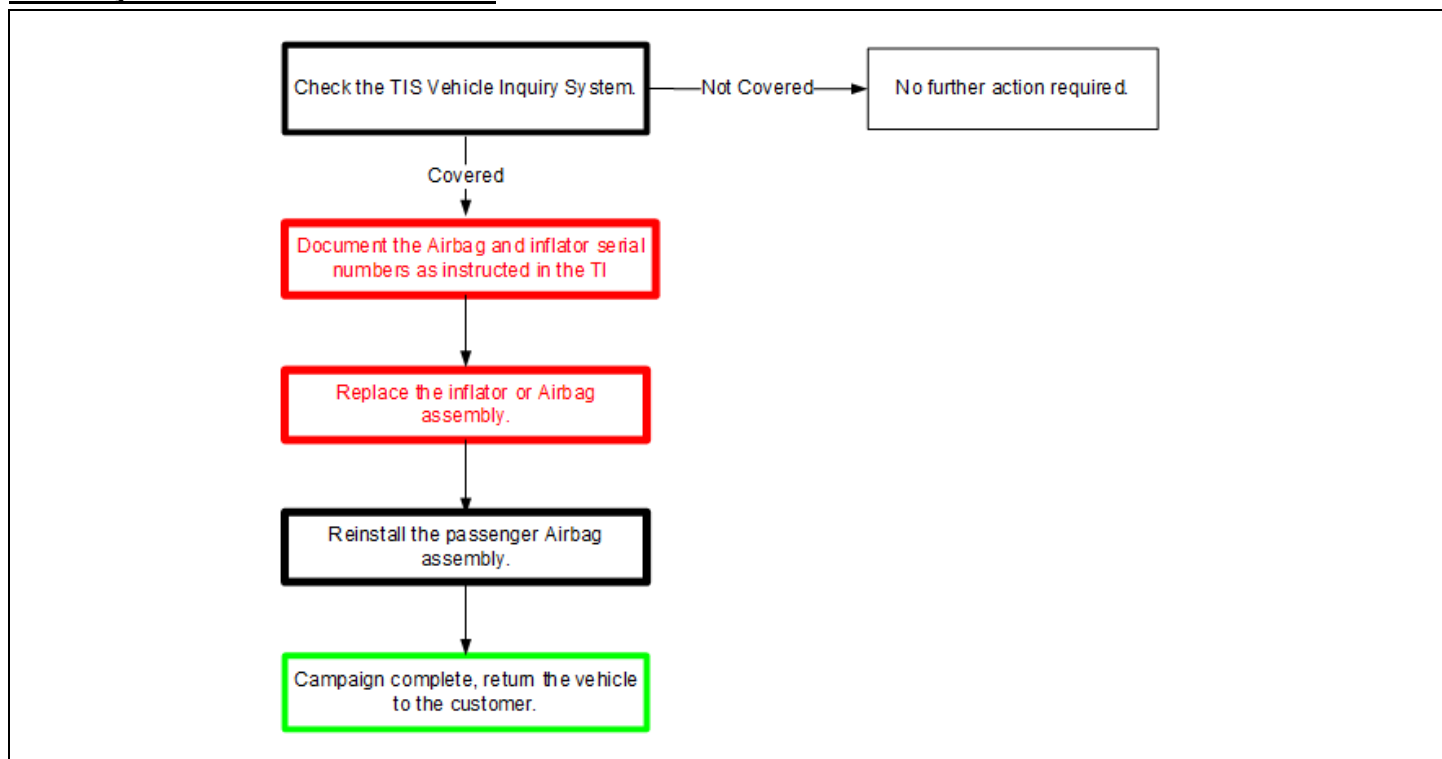 Check the TIS Vehicle Inquiry System.
Not Covered
No further action required.
Covered
Document the Airbag and inflator serial
numbers as instructed in the TI
Replace the inflator or Airbag
assembly.
Reinstall the passenger Airbag
assembly.
Campaign complete, return the vehicle
to the customer.